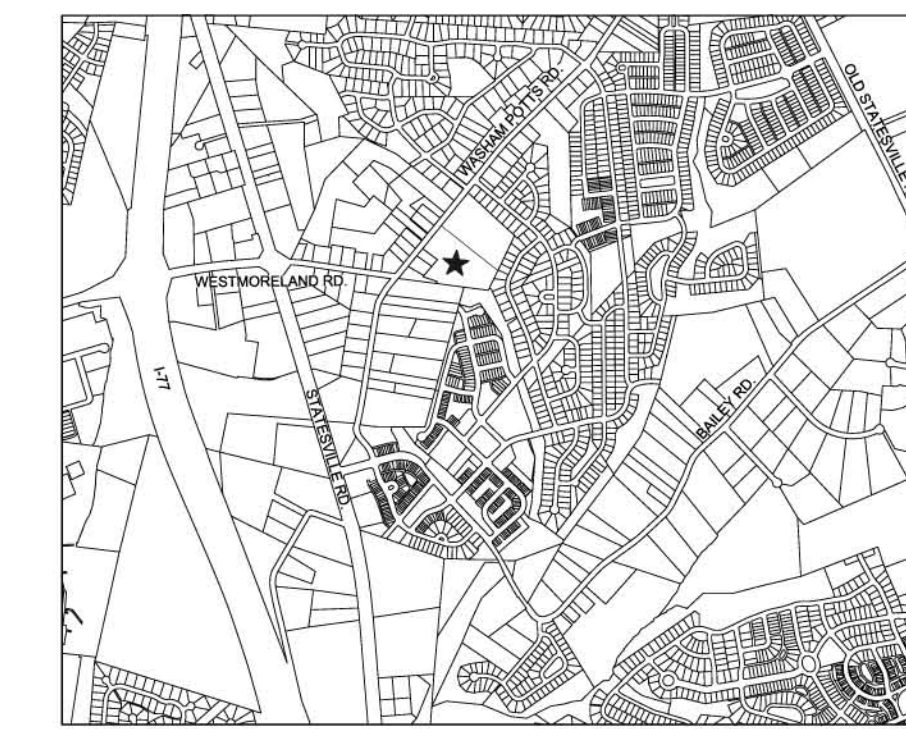 WASHAM POTTS RD.
OLD STATESVILLE
WESTMORELAND RD.
I-77
STATESVILLE RD.
BAILEY RD.